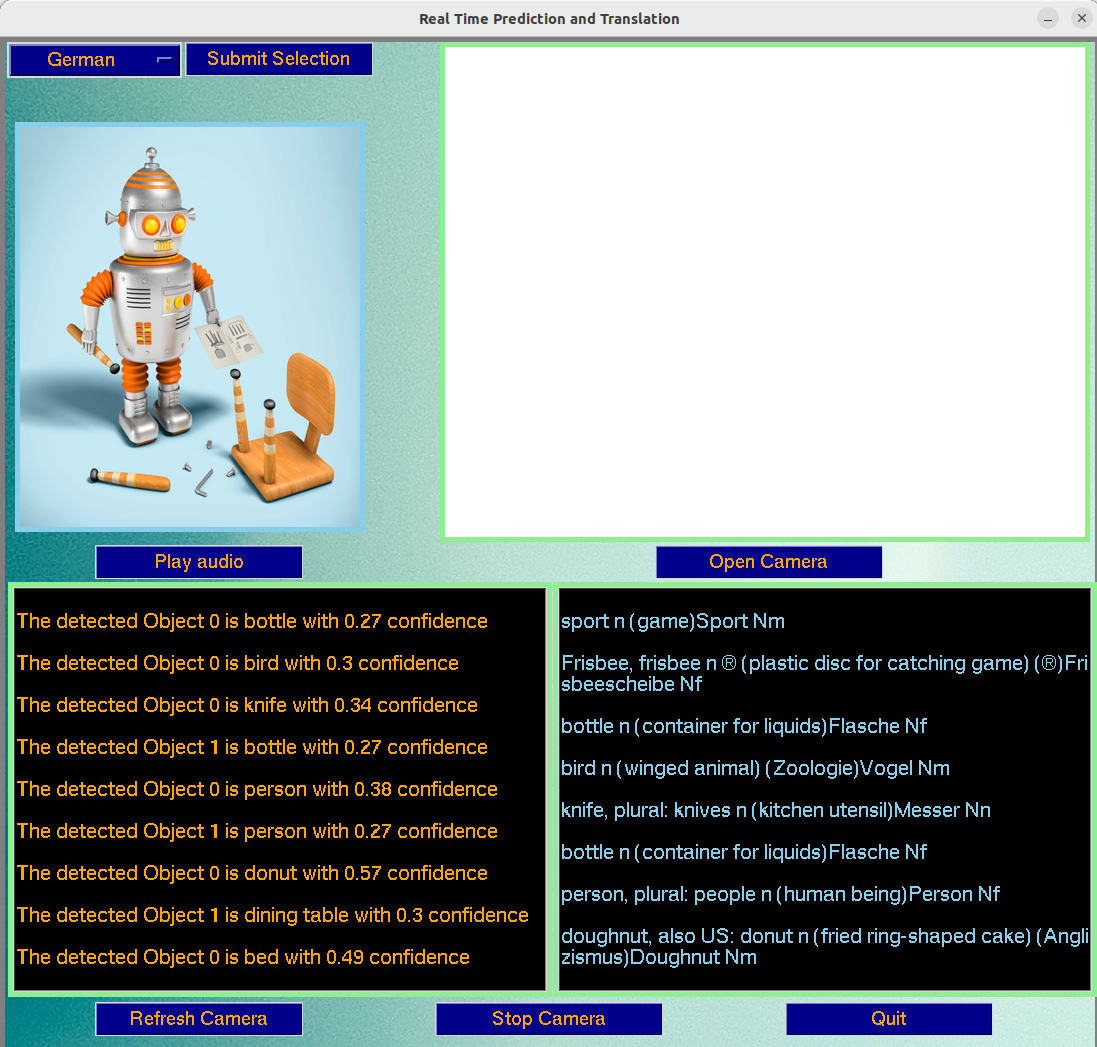 Real Time Prediction and Translation
German
Submit Selection
Play audio
Open Camera
The detected Object 0 is bottle with 0.27 confidence
The detected Object 0 is bird with 0.3 confidence
The detected Object 0 is knife with 0.34 confidence
The detected Object 1 is bottle with 0.27 confidence
The detected Object 0 is person with 0.38 confidence
The detected Object 1 is person with 0.27 confidence
The detected Object 0 is donut with 0.57 confidence
The detected Object 1 is dining table with 0.3 confidence
The detected Object 0 is bed with 0.49 confidence
sport n (game)Sport Nm
Frisbee, frisbee n ® (plastic disc for catching game) (®)Fri
sbeescheibe Nf
bottle n (container for liquids)Flasche Nf
bird n (winged animal) (Zoologie)Vogel Nm
knife, plural: knives n (kitchen utensil)Messer Nn
bottle n (container for liquids)Flasche Nf
person, plural: people n (human being)Person Nf
doughnut, also US: donut n (fried ring-shaped cake) (Angli
zismus)Doughnut Nm
Refresh Camera
Stop Camera
Quit